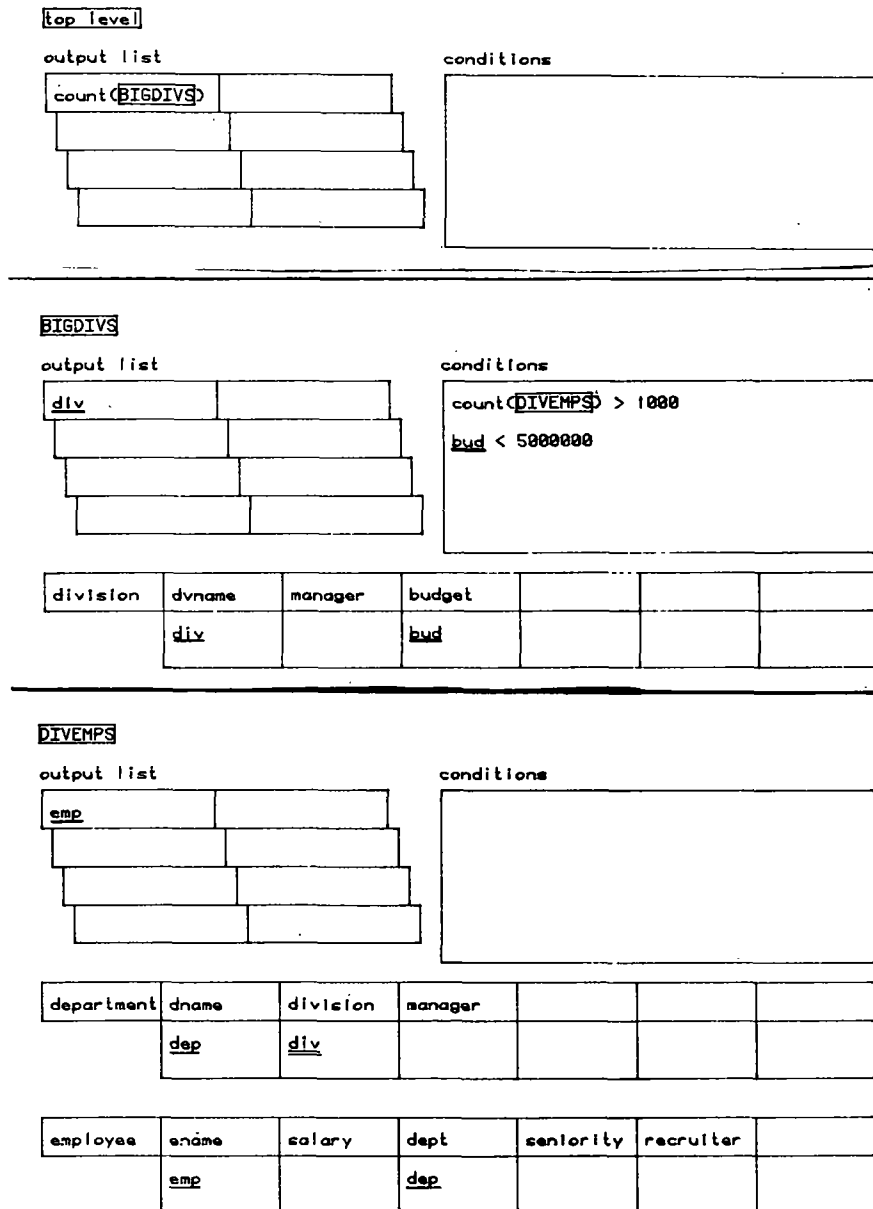 top level
output list conditions
count(BIGDIVS)
BIGDIVS
output list conditions
div count(DIVEMPS) > 1000
bud < 5000000
division dvname manager budget
div bud
DIVEMPS
output list conditions
emp
department dname division manager
dep div
employee ename salary dept seniority recruiter
emp dep